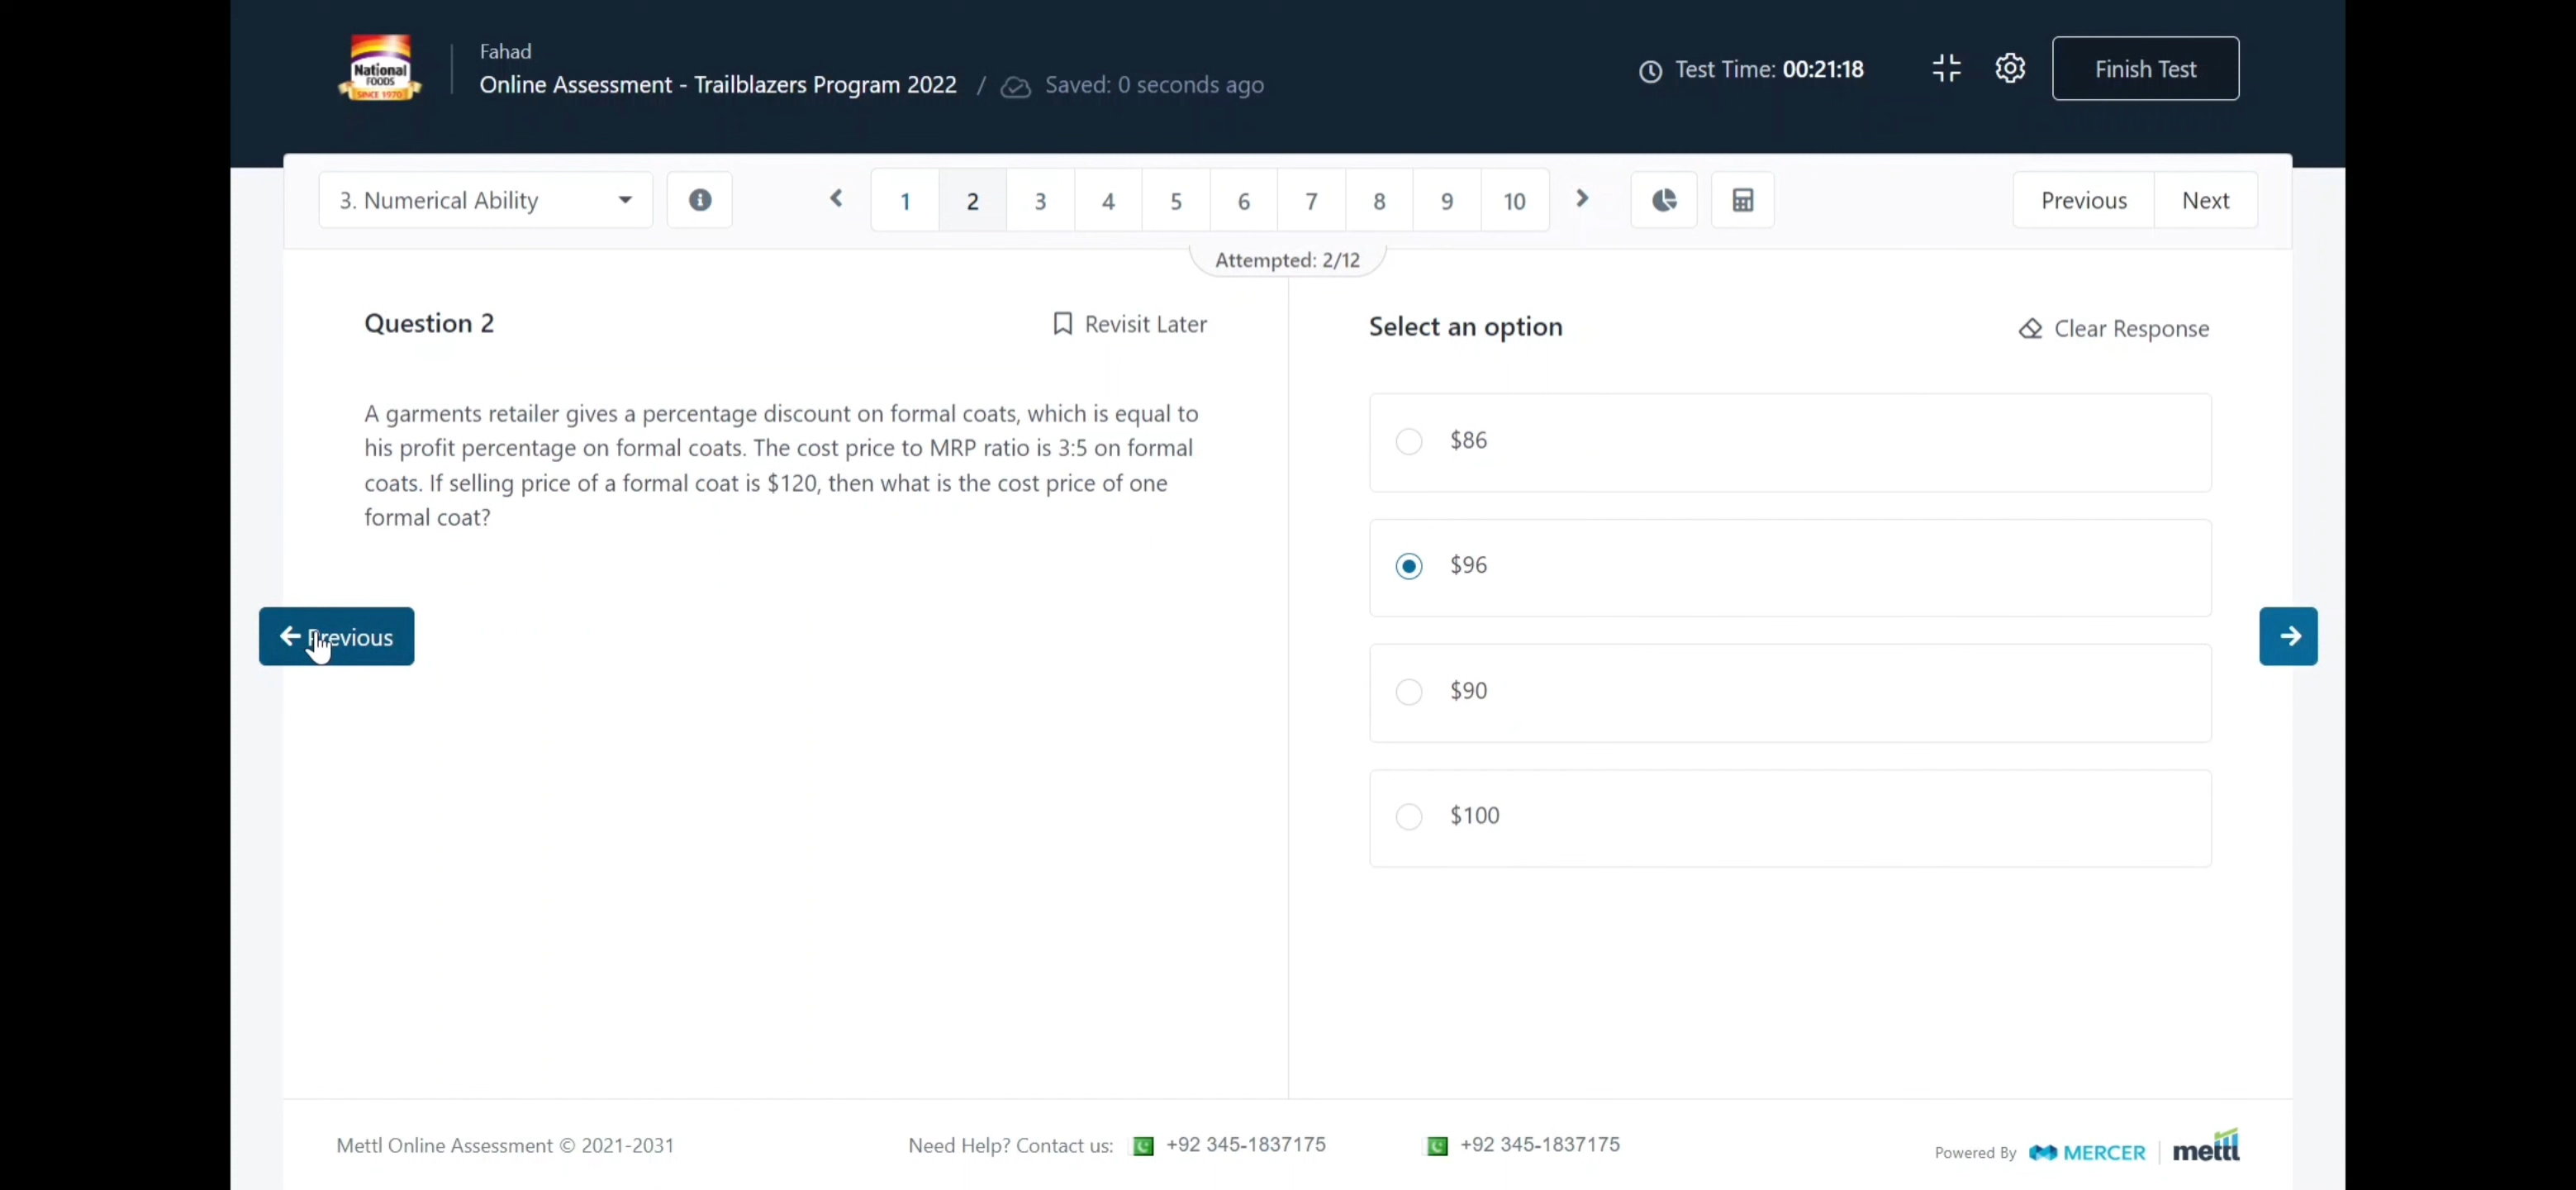 National
FOODS
SINCE 1970
Fahad
Online Assessment - Trailblazers Program 2022 / Saved: 0 seconds ago
Test Time: 00:21:18
Finish Test
3. Numerical Ability
1 2 3 4 5 6 7 8 9 10
Previous Next
Attempted: 2/12
Question 2
Revisit Later
A garments retailer gives a percentage discount on formal coats, which is equal to
his profit percentage on formal coats. The cost price to MRP ratio is 3:5 on formal
coats. If selling price of a formal coat is $120, then what is the cost price of one
formal coat?
Previous
Select an option
Clear Response
$86
$96
$90
$100
Mettl Online Assessment © 2021-2031
Need Help? Contact us: +92 345-1837175 +92 345-1837175
Powered By MERCER | mettl